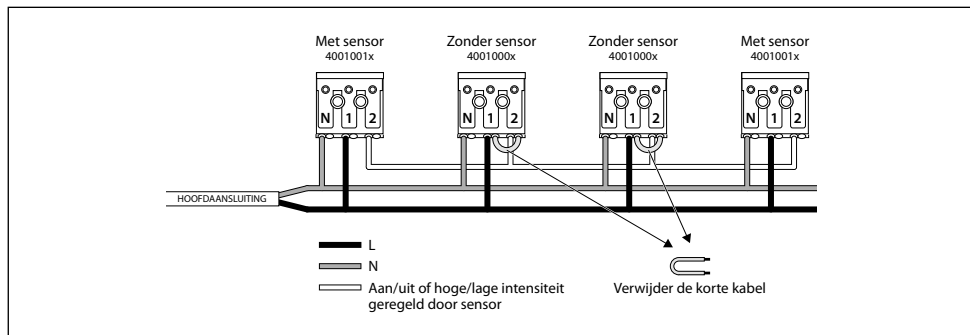 Met sensor
4001001x
Zonder sensor
4001000x
Zonder sensor
4001000x
Met sensor
4001001x
N 1 2
N 1 2
N 1 2
N 1 2
HOOFDAANSLUITING
L
N
Aan/uit of hoge/lage intensiteit
geregeld door sensor
Verwijder de korte kabel